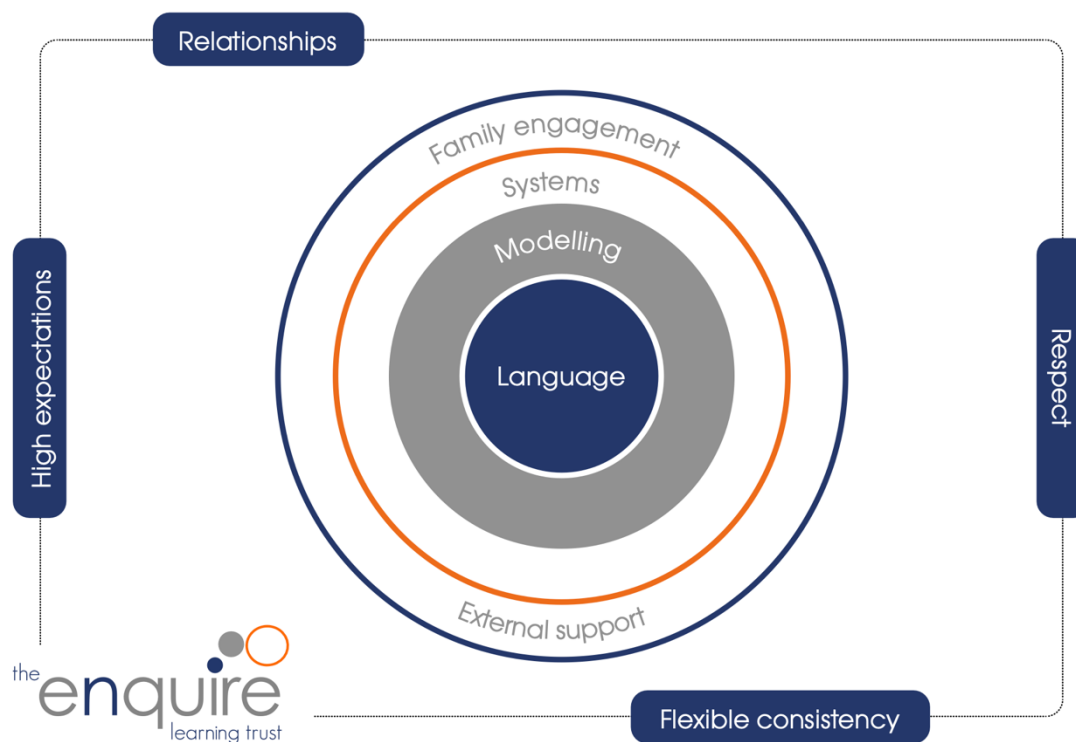 Relationships
Family engagement
Systems
Modelling
Language
High expectations
Respect
External support
the
enquire
learning trust
Flexible consistency